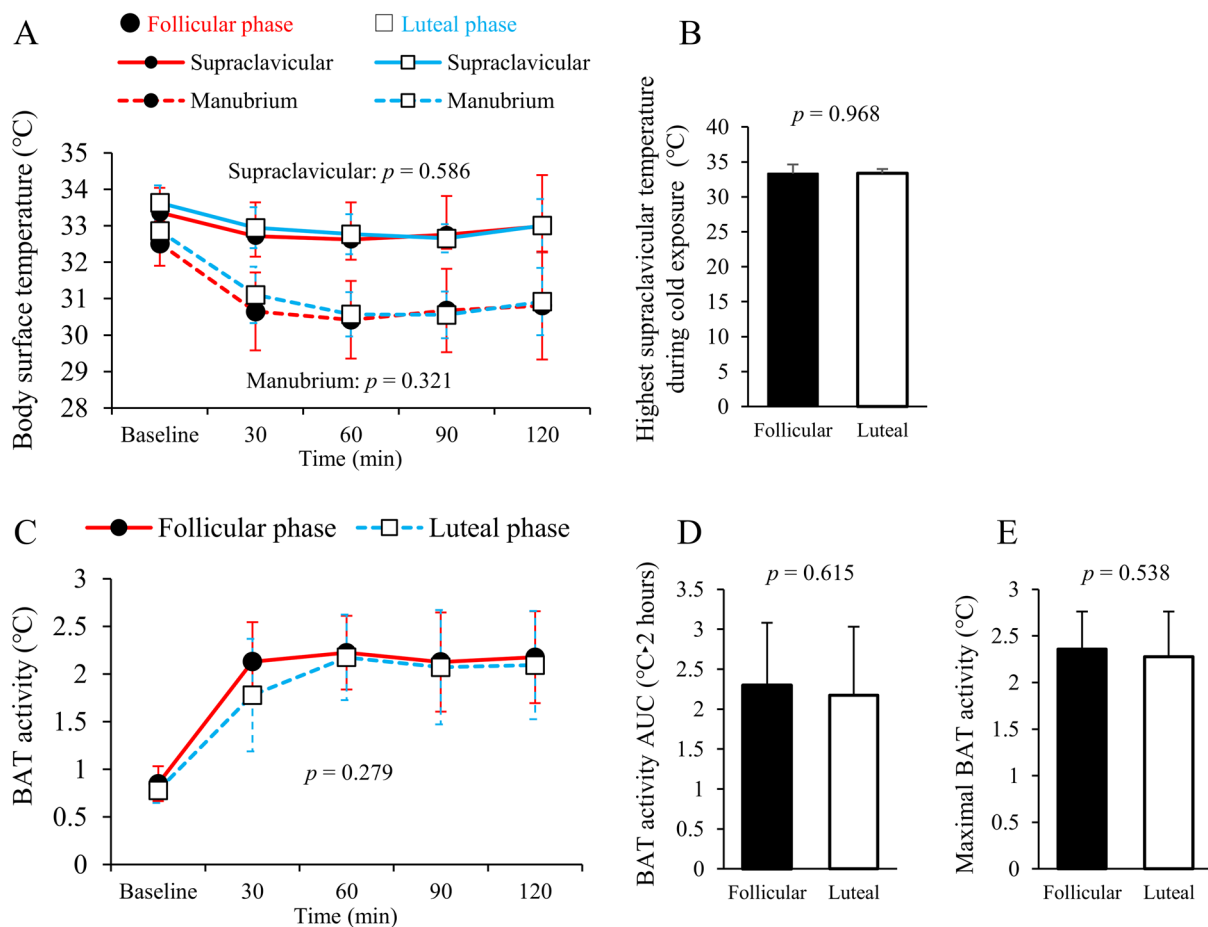 A
Follicular phase
Luteal phase
Supraclavicular
Supraclavicular
Manubrium
Manubrium
Body surface temperature (℃)
35
34
33
32
31
30
29
28
Supraclavicular: p = 0.586
Manubrium: p = 0.321
Baseline 30 60 90 120
Time (min)
B
p = 0.968
Highest supraclavicular temperature
during cold exposure (℃)
40
35
30
25
20
15
10
5
0
Follicular Luteal
C
Follicular phase Luteal phase
BAT activity (℃)
3
2.5
2
1.5
1
0.5
0
p = 0.279
Baseline 30 60 90 120
Time (min)
D
p = 0.615
BAT activity AUC (℃‣2 hours)
3.5
3
2.5
2
1.5
1
0.5
0
Follicular Luteal
E
p = 0.538
Maximal BAT activity (℃)
3
2.5
2
1.5
1
0.5
0
Follicular Luteal